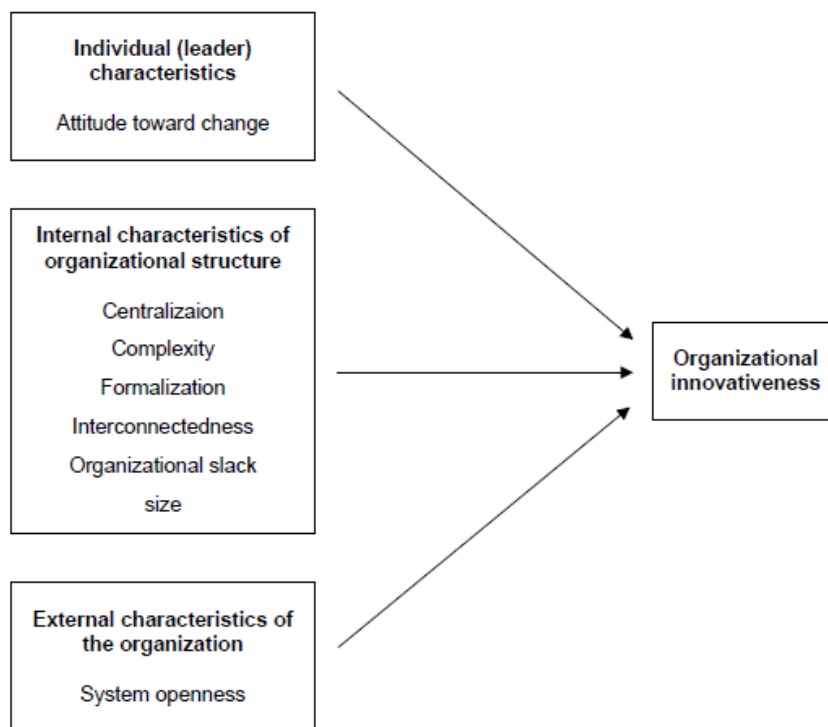 Individual (leader)
characteristics
Attitude toward change
Internal characteristics of
organizational structure
Centralizaion
Complexity
Formalization
Interconnectedness
Organizational slack
size
Organizational
innovativeness
External characteristics of
the organization
System openness